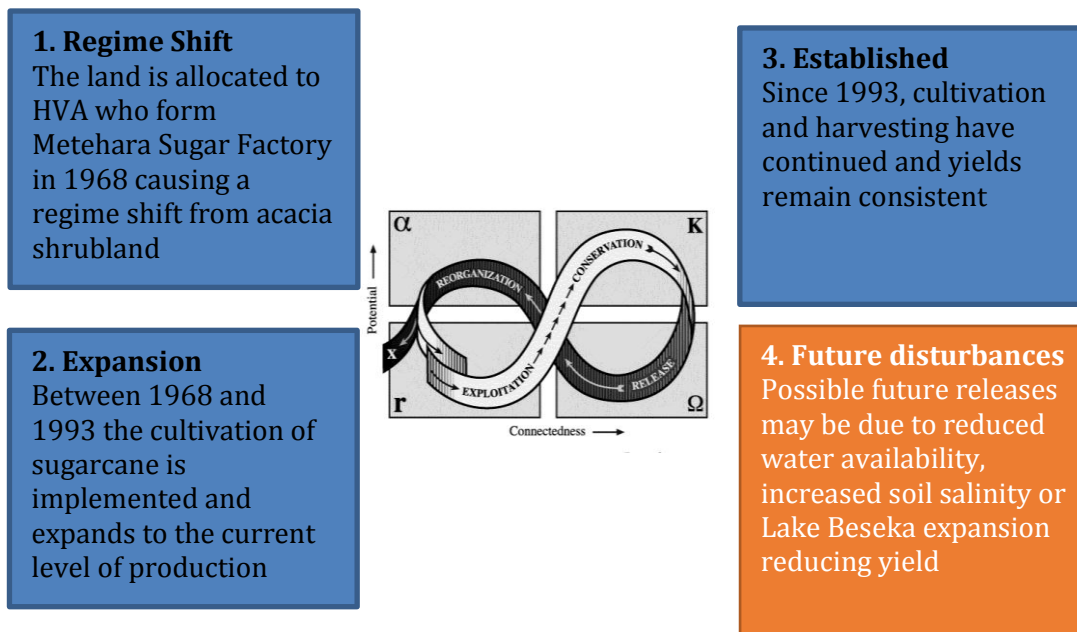 1. Regime Shift
The land is allocated to
HVA who form
Metehara Sugar Factory
in 1968 causing a
regime shift from acacia
shrubland
2. Expansion
Between 1968 and
1993 the cultivation of
sugarcane is
implemented and
expands to the current
level of production
α
K
REORGANIZATION
CONSERVATION
Potential
x
EXPLOITATION
RELEASE
r
Ω
Connectedness
3. Established
Since 1993, cultivation
and harvesting have
continued and yields
remain consistent
4. Future disturbances
Possible future releases
may be due to reduced
water availability,
increased soil salinity or
Lake Beseka expansion
reducing yield